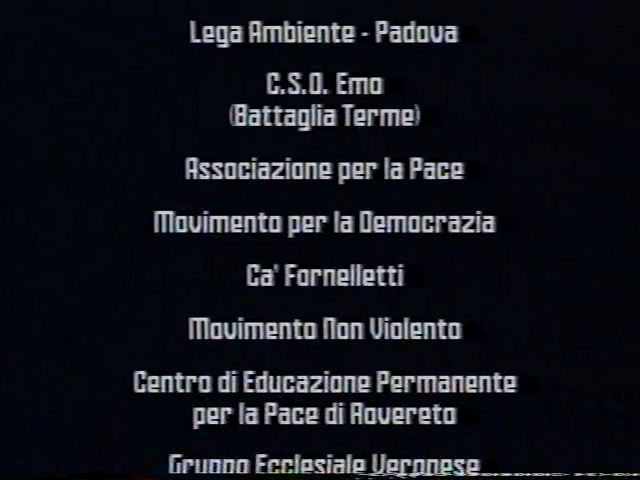 Lega Ambiente - Padova
C.S.O. Emo
(Battaglia Terme)
Associazione per la Pace
Movimento per la Democrazia
Ca' Fornelletti
Movimento Non Violento
Centro di Educazione Permanente
per la Pace di Rovereto
Gruppo Ecclesiale Veronese